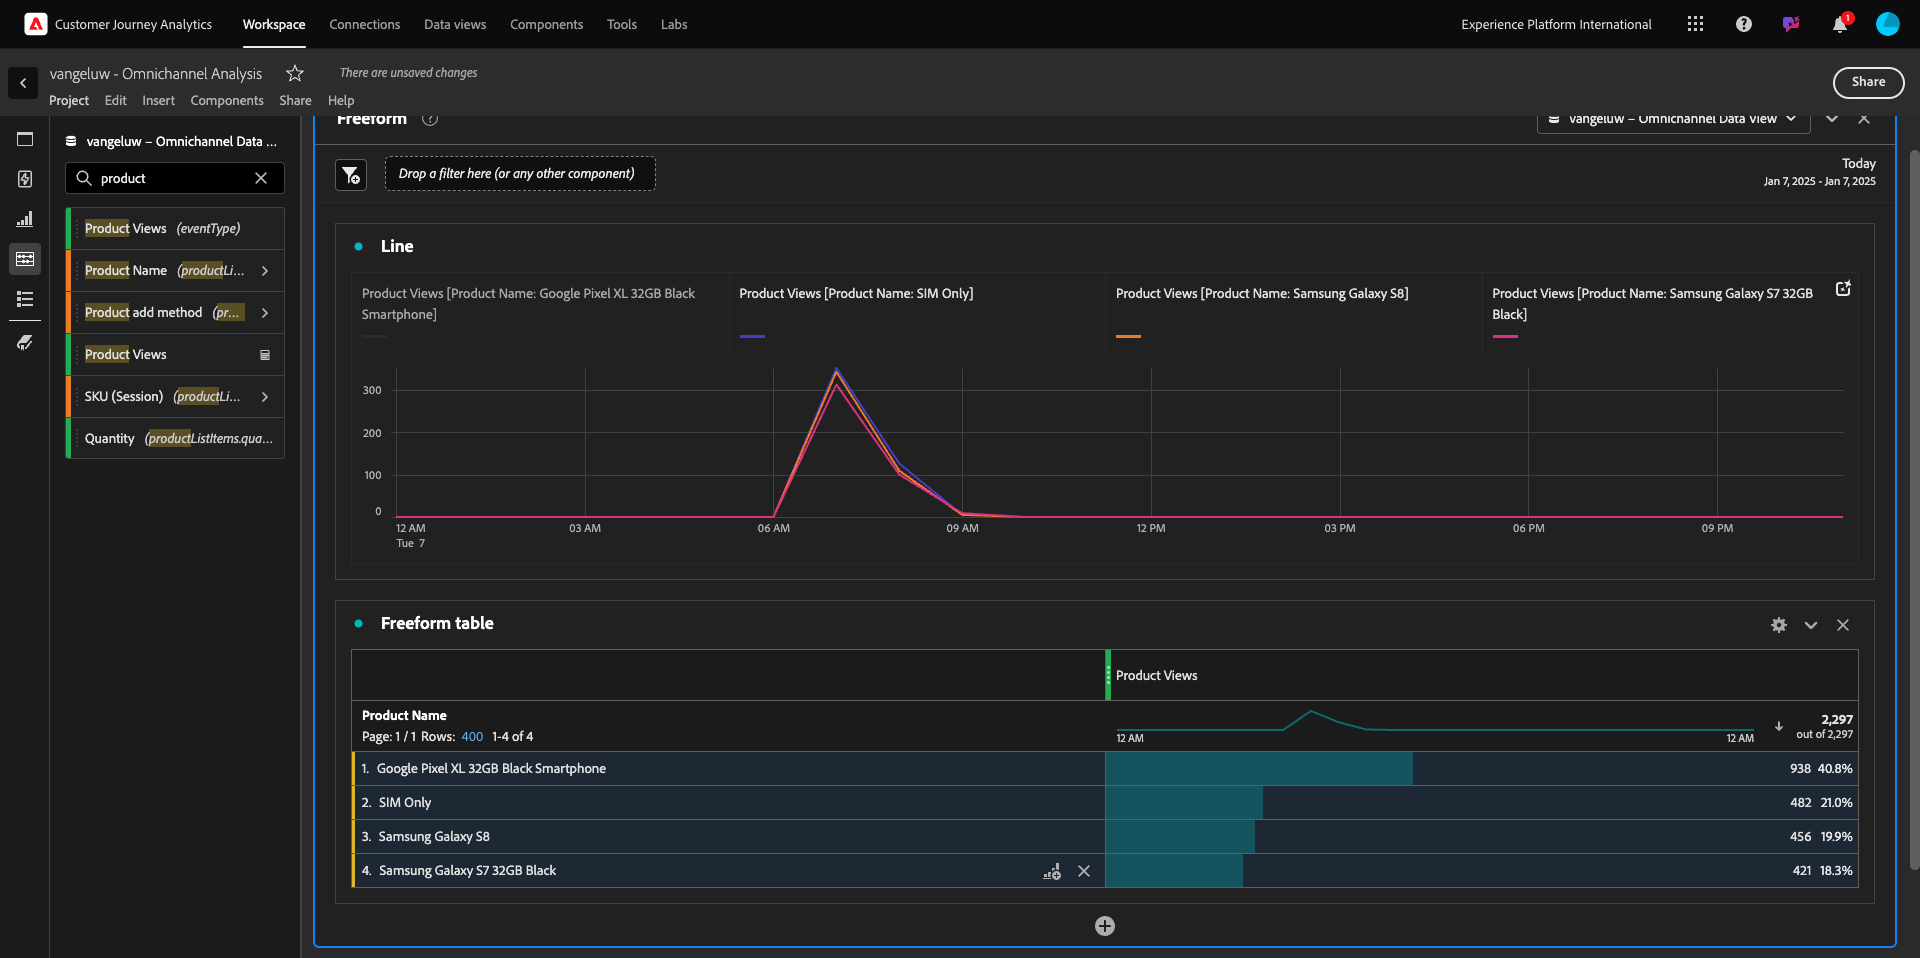 Customer Journey Analytics
Workspace
Connections
Data views
Components
Tools
Labs
Experience Platform International
1
vangeluw - Omnichannel Analysis
There are unsaved changes
Project
Edit
Insert
Components
Share
Help
Share
vangeluw – Omnichannel Data ...
product
Product Views (eventType)
Product Name (productLi...
Product add method (pr...
Product Views
SKU (Session) (productLi...
Quantity (productListItems.qua...
Freeform
vangeluw – Omnichannel Data View
Drop a filter here (or any other component)
Today
Jan 7, 2025 - Jan 7, 2025
Line
Product Views [Product Name: Google Pixel XL 32GB Black
Smartphone]
Product Views [Product Name: SIM Only]
Product Views [Product Name: Samsung Galaxy S8]
Product Views [Product Name: Samsung Galaxy S7 32GB
Black]
300
200
100
0
12 AM
03 AM
06 AM
09 AM
12 PM
03 PM
06 PM
09 PM
Tue 7
Freeform table
Product Views
Product Name
Page: 1 / 1 Rows: 400 1-4 of 4
12 AM
12 AM
2,297
out of 2,297
1. Google Pixel XL 32GB Black Smartphone 938 40.8%
2. SIM Only 482 21.0%
3. Samsung Galaxy S8 456 19.9%
4. Samsung Galaxy S7 32GB Black 421 18.3%